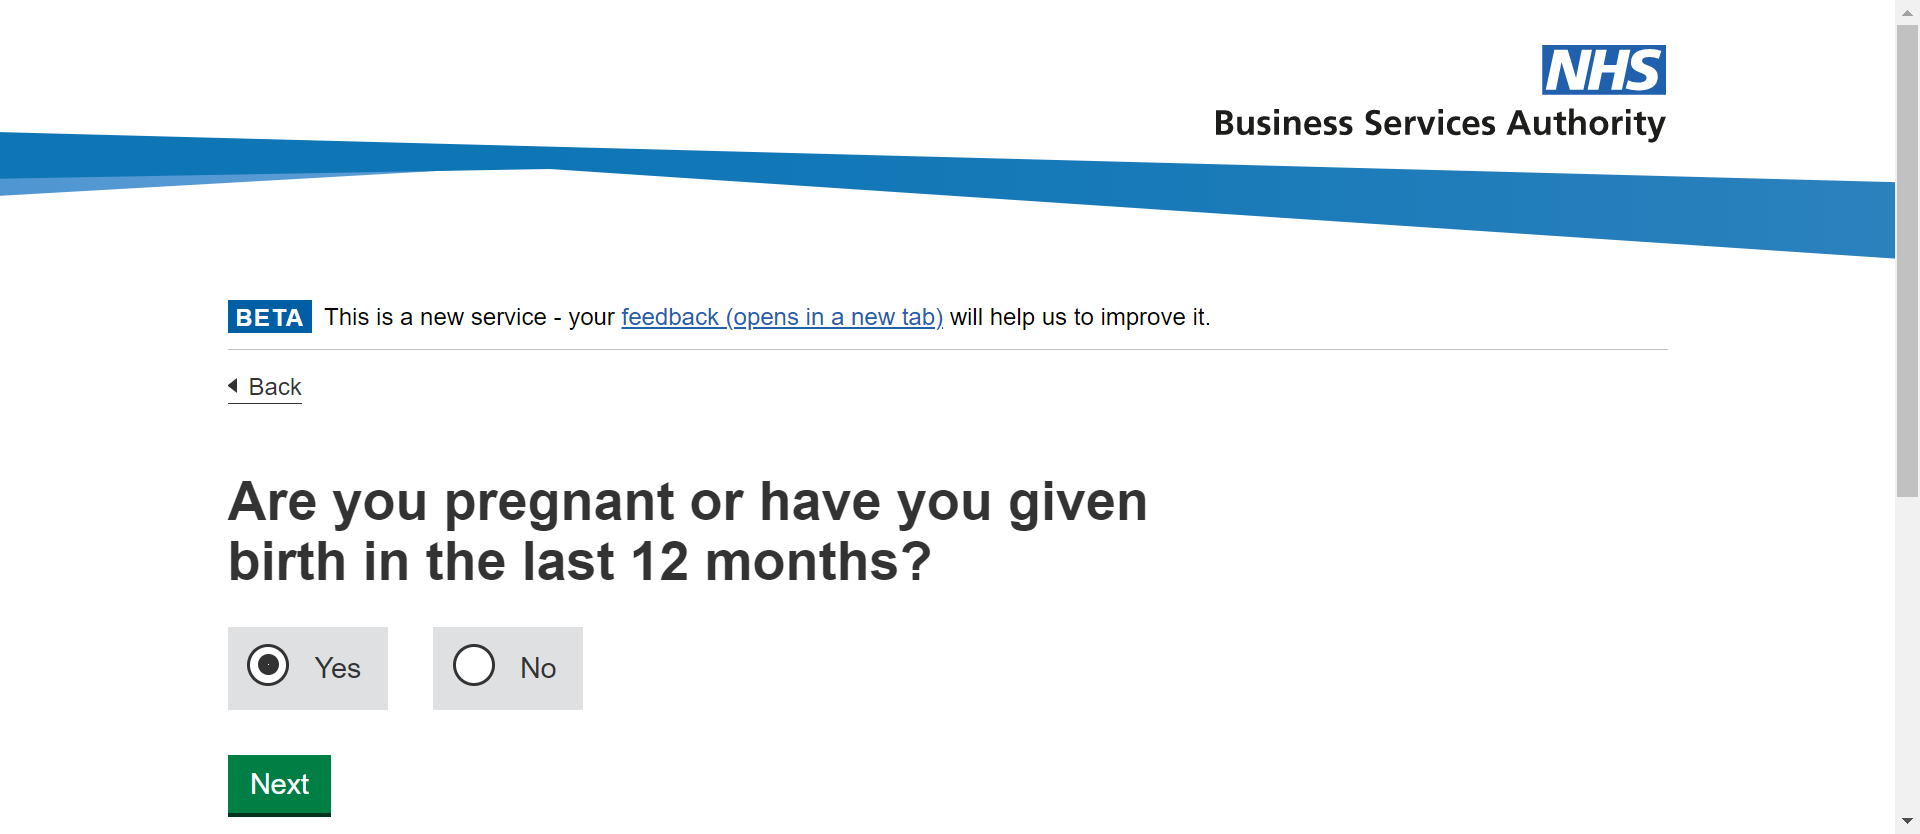 NHS
Business Services Authority
BETA This is a new service - your feedback (opens in a new tab) will help us to improve it.
Back
Are you pregnant or have you given
birth in the last 12 months?
Yes No
Next